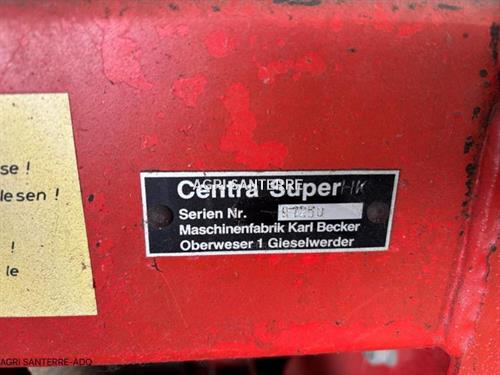 se !
lesen !
le
AGRI SANTERRE
Centra Super HK
Serien Nr.
Maschinenfabrik Karl Becker
Oberweser 1 Gieselwerder
AGRI SANTERRE-ADO